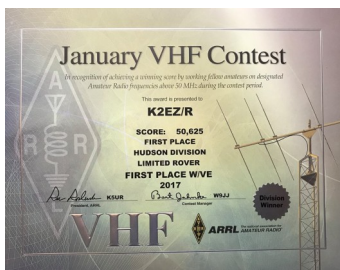 January VHF Contest
In recognition of achieving a winning score by working fellow amateurs on designated
Amateur Radio frequencies above 50 MHz during the contest period.
This award is presented to
K2EZ/R
SCORE: 50,625
FIRST PLACE
HUDSON DIVISION
LIMITED ROVER
FIRST PLACE W/VE
2017
K5UR
President, ARRL
Bart Jahnke W9JJ
Contest Manager
Division
Winner
VHF
ARRL
AMATEUR RADIO
A
R R
L